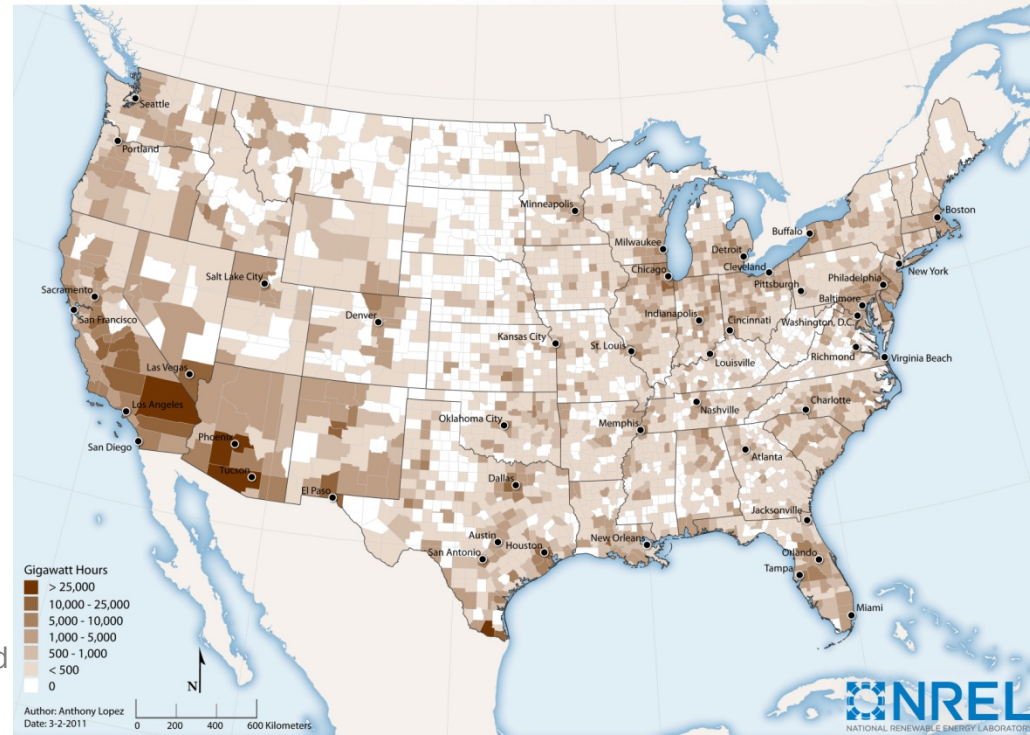 Seattle
Portland
Minneapolis
Boston
Buffalo
Milwaukee
Detroit
Chicago
Cleveland
New York
Salt Lake City
Philadelphia
Pittsburgh
Sacramento
Baltimore
San Francisco
Denver
Indianapolis
Cincinnati
Washington, D.C.
Kansas City
St. Louis
Louisville
Richmond
Virginia Beach
Las Vegas
Los Angeles
Nashville
Charlotte
Oklahoma City
Memphis
San Diego
Phoenix
Atlanta
Tucson
Dallas
El Paso
Jacksonville
Austin
Houston
New Orleans
San Antonio
Orlando
Tampa
Miami
Gigawatt Hours
> 25,000
10,000 - 25,000
5,000 - 10,000
1,000 - 5,000
500 - 1,000
< 500
0
d
N
Author: Anthony Lopez
Date: 3-2-2011
0 200 400 600 Kilometers
NREL
NATIONAL RENEWABLE ENERGY LABORATORY